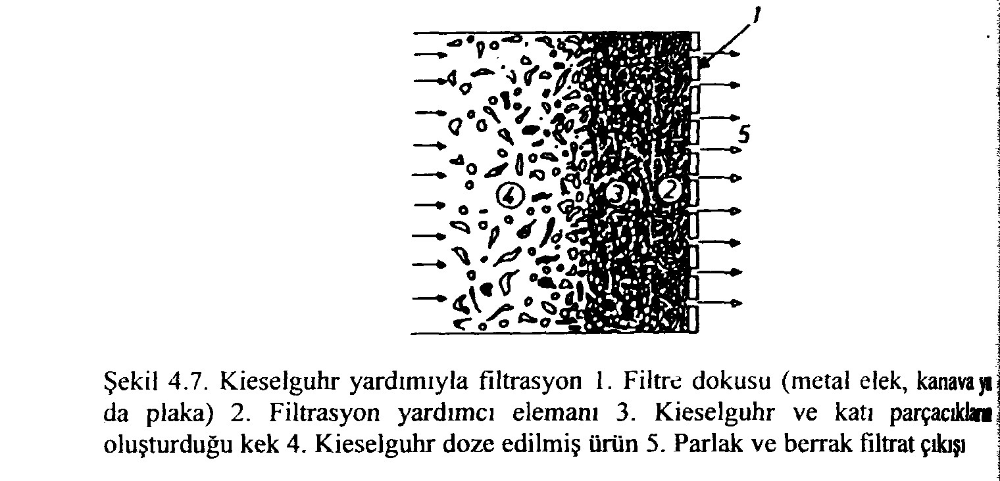 1
5
4 3 2
Şekil 4.7. Kieselguhr yardımıyla filtrasyon 1. Filtre dokusu (metal elek, kanava ya
da plaka) 2. Filtrasyon yardımcı elemanı 3. Kieselguhr ve katı parçacıkların
oluşturduğu kek 4. Kieselguhr doze edilmiş ürün 5. Parlak ve berrak filtrat çıkışı